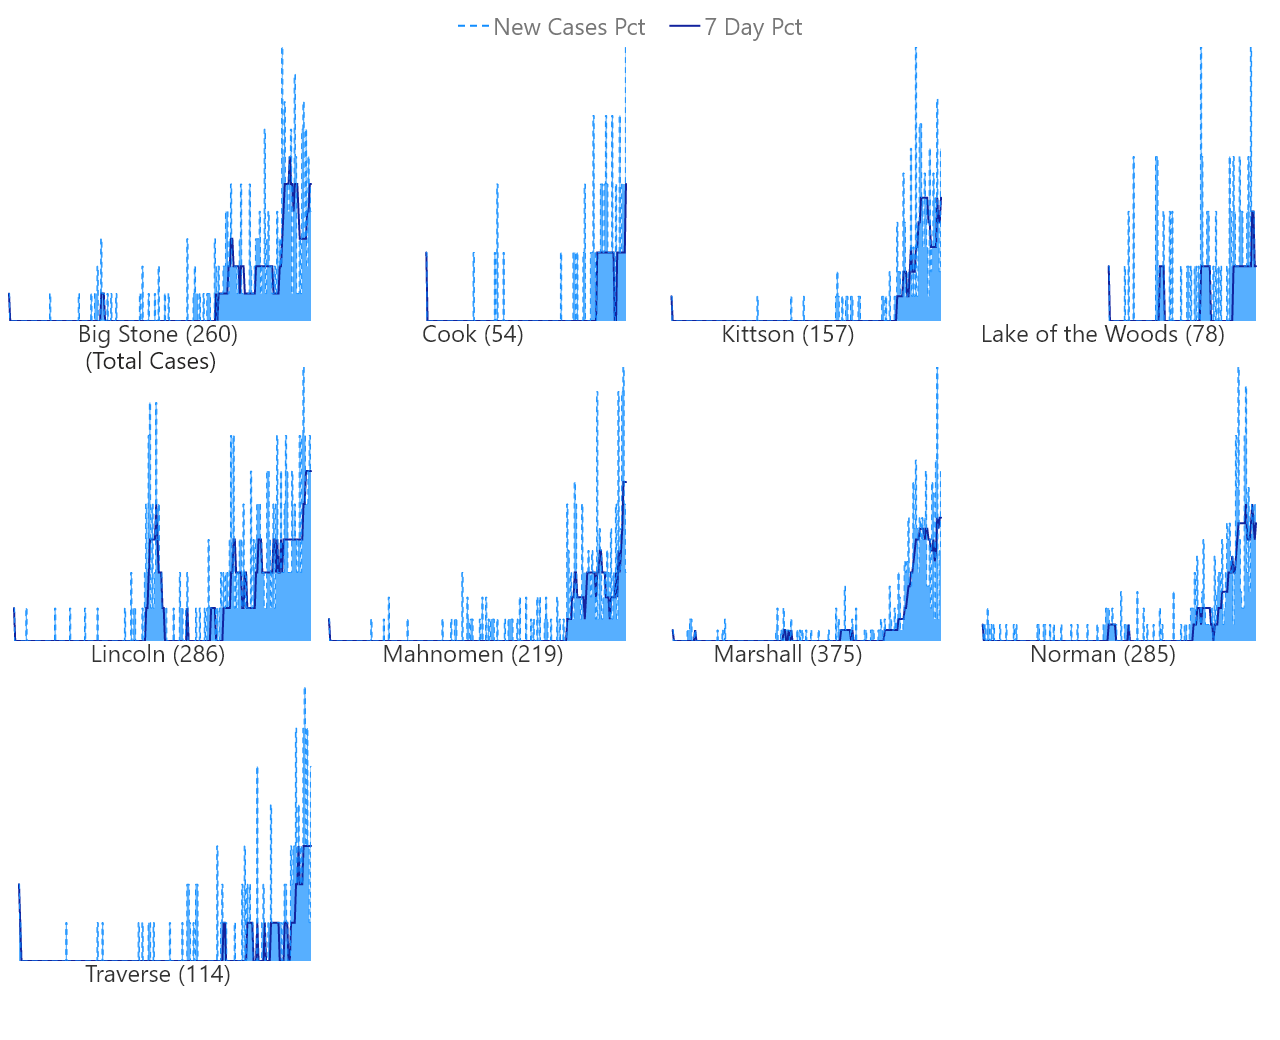 New Cases Pct 7 Day Pct
Big Stone (260)
(Total Cases)
Cook (54)
Kittson (157)
Lake of the Woods (78)
Lincoln (286)
Mahnomen (219)
Marshall (375)
Norman (285)
Traverse (114)